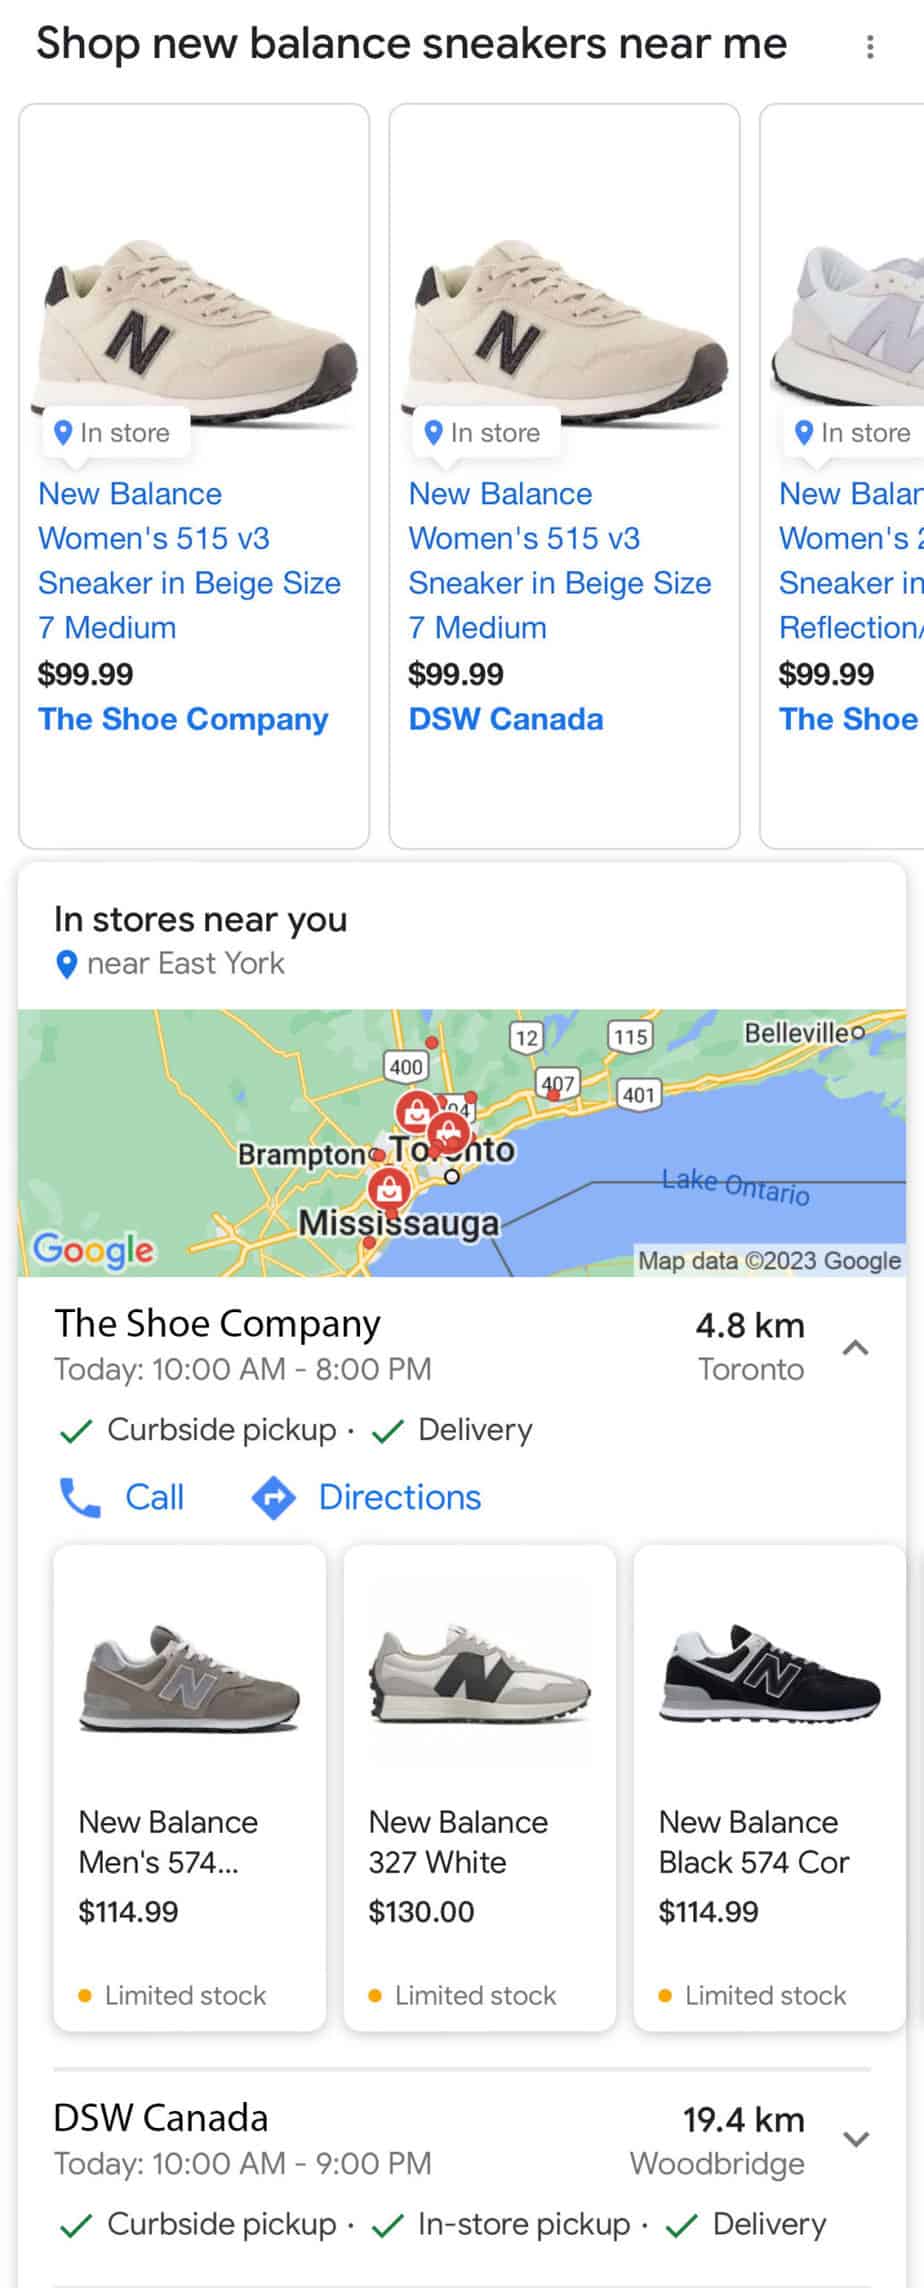 Shop new balance sneakers near me
N
N
In store
In store
In store
New Balance
Women's 515 v3
Sneaker in Beige Size
7 Medium
$99.99
The Shoe Company
New Balance
Women's 515 v3
Sneaker in Beige Size
7 Medium
$99.99
DSW Canada
New Balan
Women's 2
Sneaker in
Reflection/
$99.99
The Shoe
In stores near you
near East York
12
115
Belleville
400
407
401
Brampton
Toronto
Lake Ontario
Mississauga
Google
Map data ©2023 Google
The Shoe Company
4.8 km
Today: 10:00 AM - 8:00 PM
Toronto
Curbside pickup · Delivery
Call
Directions
N
N
N
New Balance
Men's 574...
$114.99
Limited stock
New Balance
327 White
$130.00
Limited stock
New Balance
Black 574 Cor
$114.99
Limited stock
DSW Canada
19.4 km
Today: 10:00 AM - 9:00 PM
Woodbridge
Curbside pickup · In-store pickup · Delivery